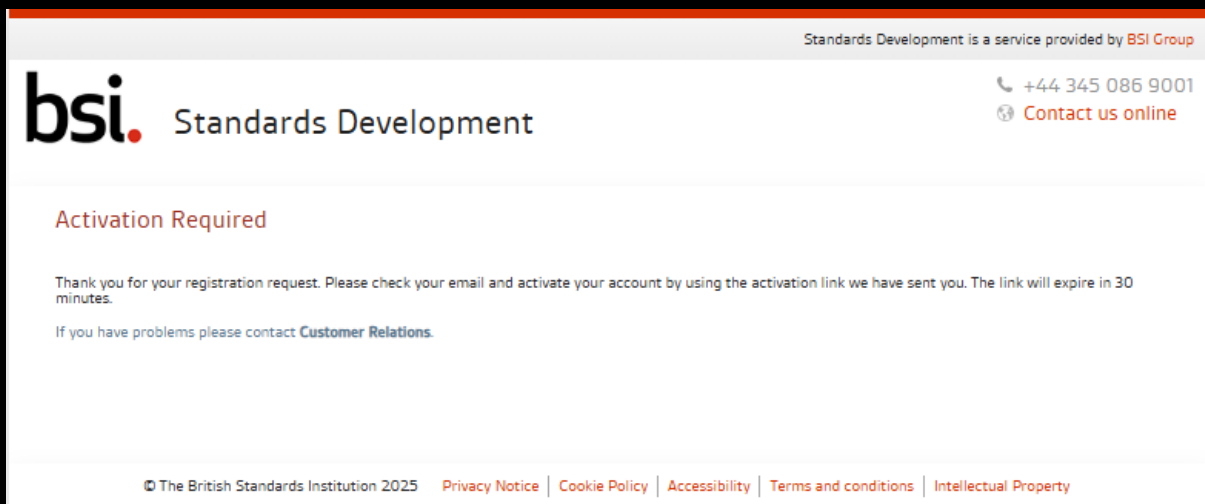 Standards Development is a service provided by BSI Group
bsi.
Standards Development
+44 345 086 9001
Contact us online
Activation Required
Thank you for your registration request. Please check your email and activate your account by using the activation link we have sent you. The link will expire in 30
minutes.
If you have problems please contact Customer Relations.
© The British Standards Institution 2025 Privacy Notice | Cookie Policy | Accessibility | Terms and conditions | Intellectual Property